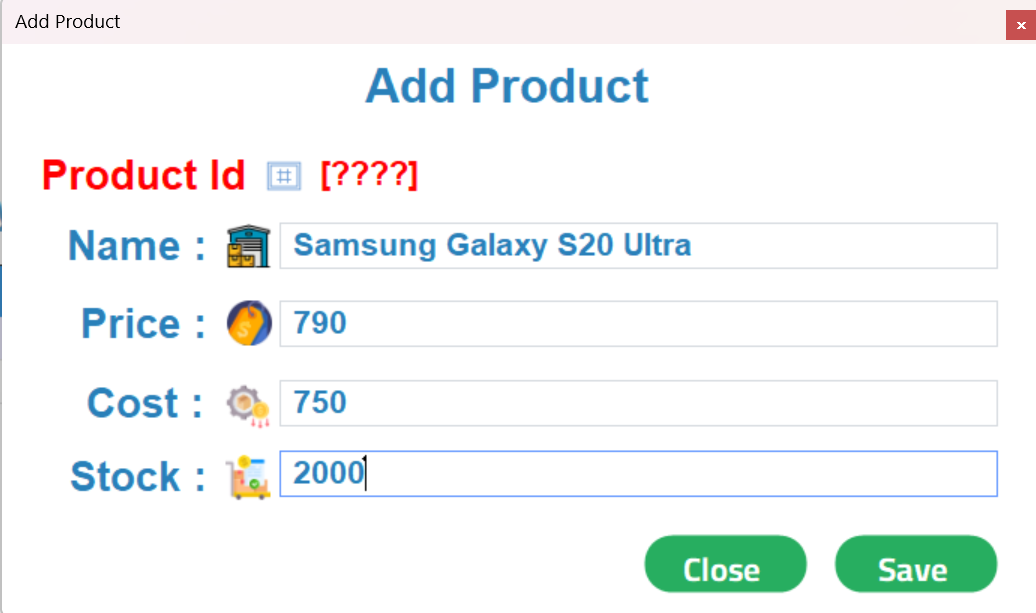 Add Product
Add Product
Product Id [????]
Name : Samsung Galaxy S20 Ultra
Price : 790
Cost : 750
Stock : 2000
Close Save